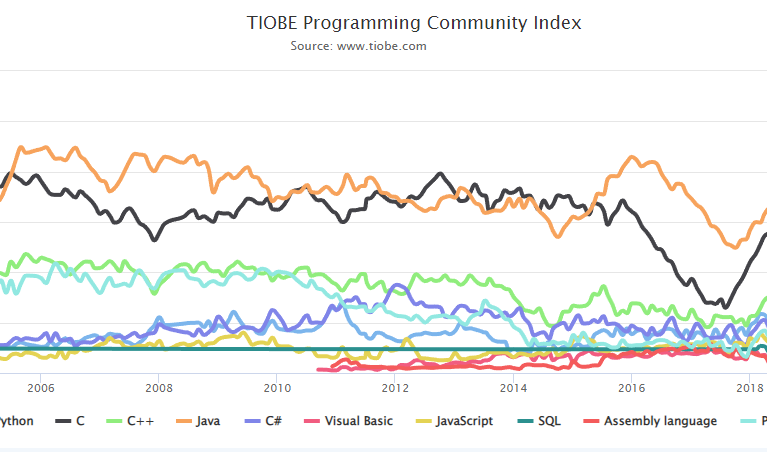 TIOBE Programming Community Index
Source: www.tiobe.com
2006 2008 2010 2012 2014 2016 2018
ython C C++ Java C# Visual Basic JavaScript SQL Assembly language P